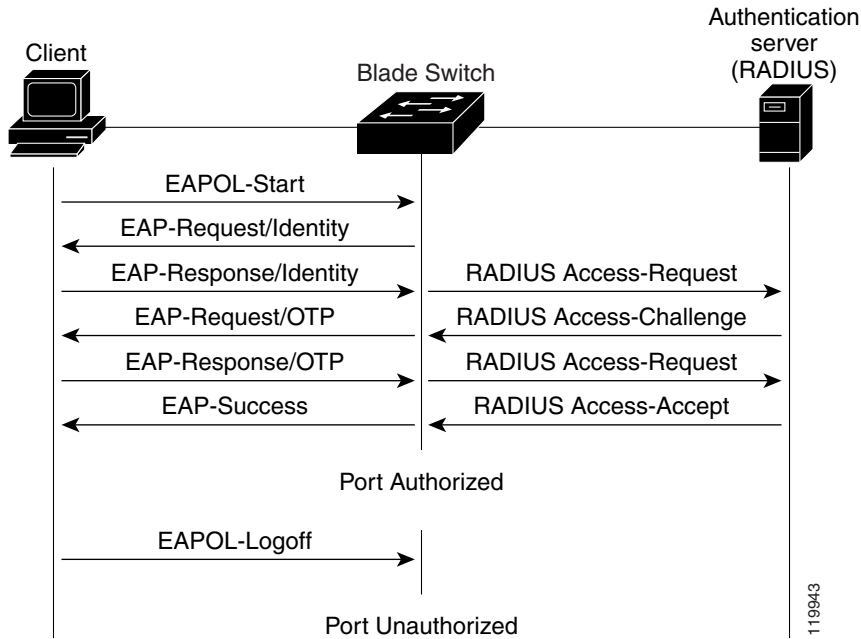 Client
Blade Switch
Authentication
server
(RADIUS)
EAPOL-Start
EAP-Request/Identity
EAP-Response/Identity
RADIUS Access-Request
EAP-Request/OTP
RADIUS Access-Challenge
EAP-Response/OTP
RADIUS Access-Request
EAP-Success
RADIUS Access-Accept
Port Authorized
EAPOL-Logoff
Port Unauthorized
119943